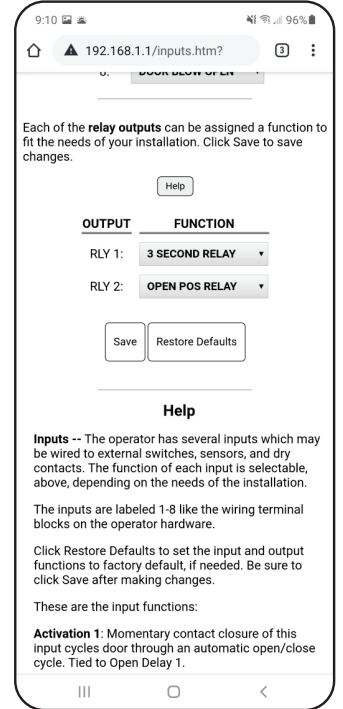 9:10 96%
192.168.1.1/inputs.htm? 3
8. DOOR BLOW OPEN
Each of the relay outputs can be assigned a function to
fit the needs of your installation. Click Save to save
changes.
Help
OUTPUT FUNCTION
RLY 1: 3 SECOND RELAY
RLY 2: OPEN POS RELAY
Save Restore Defaults
Help
Inputs -- The operator has several inputs which may
be wired to external switches, sensors, and dry
contacts. The function of each input is selectable,
above, depending on the needs of the installation.
The inputs are labeled 1-8 like the wiring terminal
blocks on the operator hardware.
Click Restore Defaults to set the input and output
functions to factory default, if needed. Be sure to
click Save after making changes.
These are the input functions:
Activation 1: Momentary contact closure of this
input cycles door through an automatic open/close
cycle. Tied to Open Delay 1.